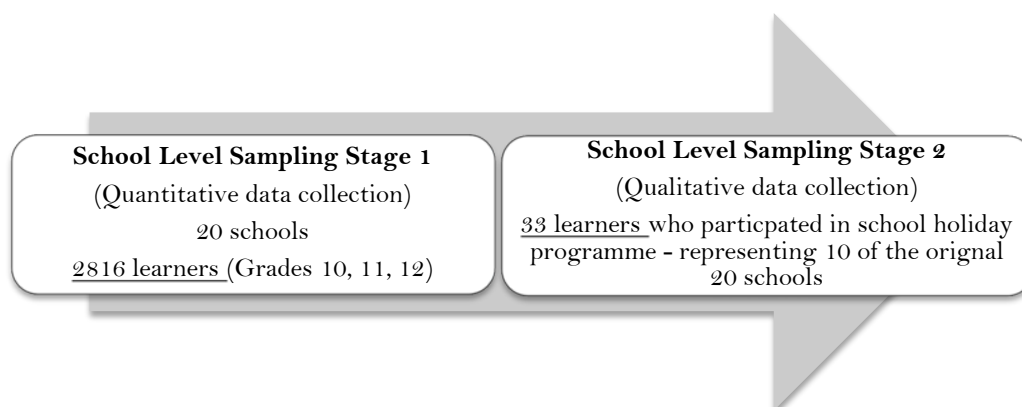 School Level Sampling Stage 1
(Quantitative data collection)
20 schools
2816 learners (Grades 10, 11, 12)
School Level Sampling Stage 2
(Qualitative data collection)
33 learners who particpated in school holiday
programme - representing 10 of the orignal
20 schools